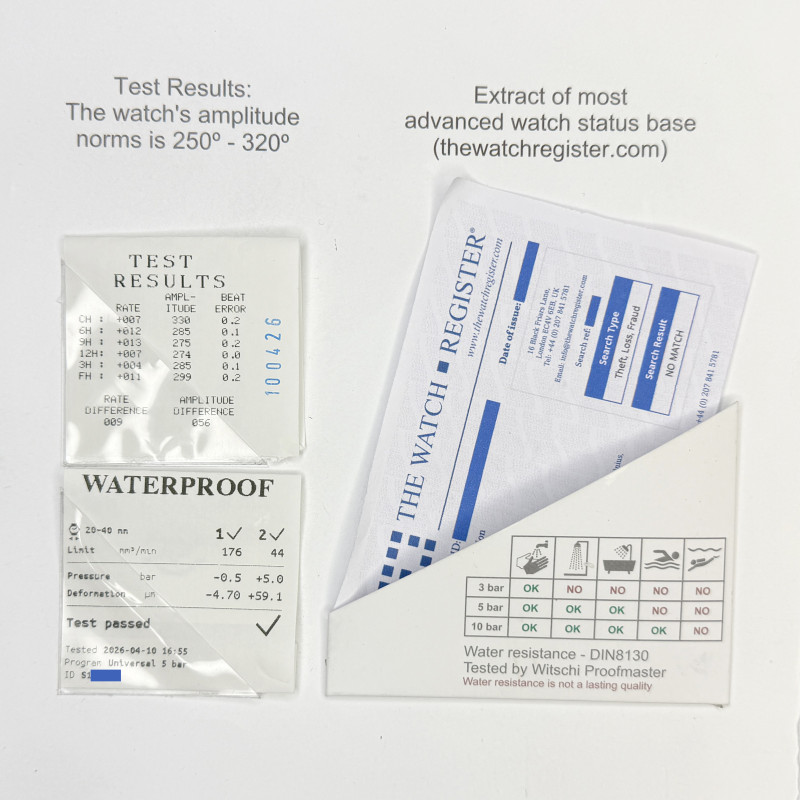 Test Results:
The watch's amplitude
norms is 250º - 320º
Extract of most
advanced watch status base
(thewatchregister.com)
TEST
RESULTS
RATE AMPL-ITUDE BEAT ERROR
CH : +007 330 0.2
6H : +012 285 0.1
9H : +013 275 0.2
12H: +007 274 0.0
3H : +004 285 0.1
FH : +011 299 0.2
RATE DIFFERENCE AMPLITUDE DIFFERENCE
009 056
100426
WATERPROOF
20-40 mm 1✓ 2✓
Limit mm³/min 176 44
Pressure bar -0.5 +5.0
Deformation µm -4.70 +59.1
Test passed ✓
Tested 2026-04-10 16:55
Program Universal 5 bar
ID S1
THE WATCH REGISTER®
www.thewatchregister.com
Date of Issue:
16 Black Friars Lane,
London EC4V 6EB, UK
Tel: +44 (0) 207 841 5781
Email: info@thewatchregister.com
Search ref:
Search Type
Theft, Loss, Fraud
Search Result
NO MATCH
+44 (0) 207 841 5781
ID:
3 bar OK NO NO NO NO
5 bar OK OK OK NO NO
10 bar OK OK OK OK NO
Water resistance - DIN8130
Tested by Witschi Proofmaster
Water resistance is not a lasting quality